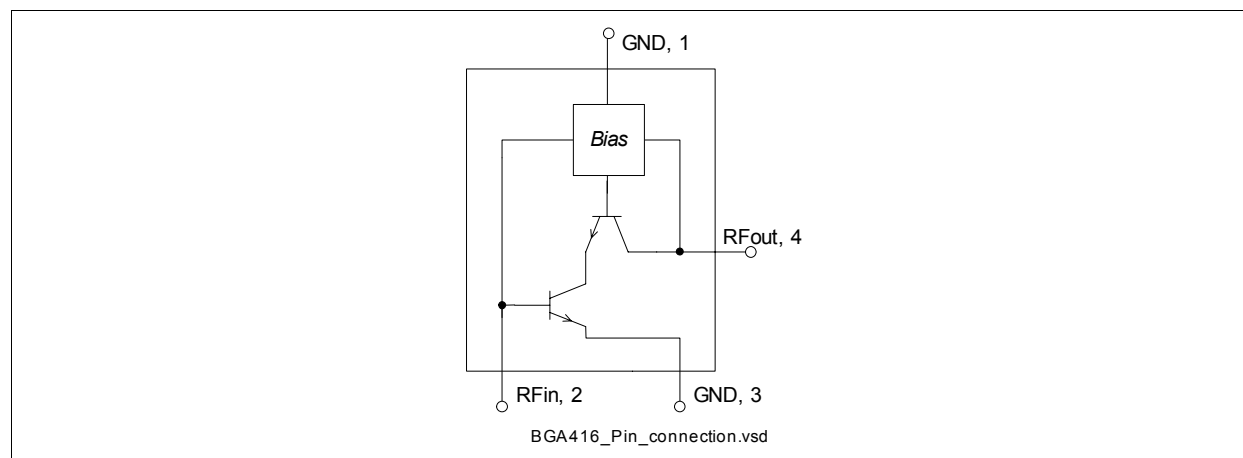 GND, 1
Bias
RFout, 4
RFin, 2
GND, 3
BGA416_Pin_connection.vsd